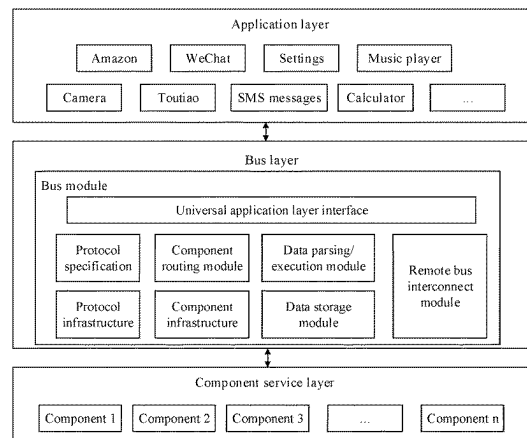 Application layer
Amazon WeChat Settings Music player
Camera Toutiao SMS messages Calculator ...
Bus layer
Bus module
Universal application layer interface
Protocol specification
Component routing module
Data parsing/ execution module
Remote bus interconnect module
Protocol infrastructure
Component infrastructure
Data storage module
Component service layer
Component 1 Component 2 Component 3 ... Component n